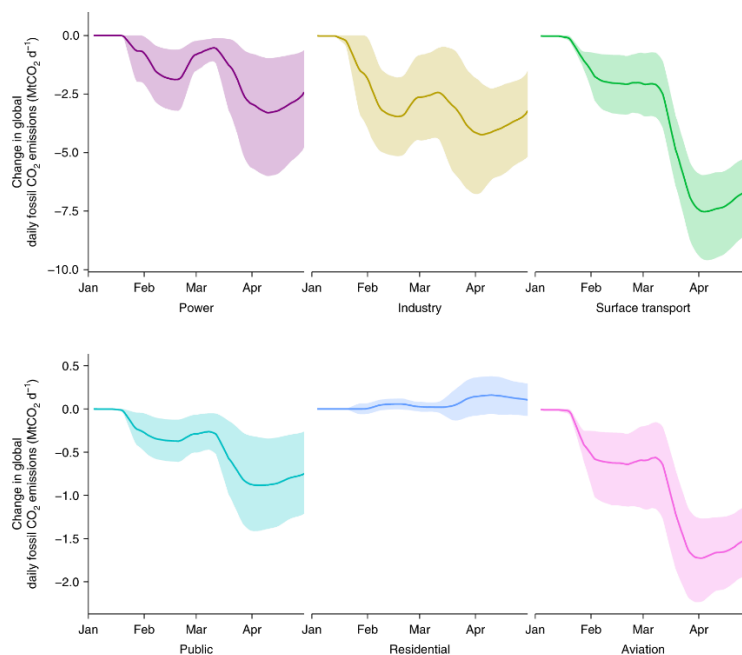 Change in global
daily fossil CO₂ emissions (MtCO₂ d⁻¹)
0.0
−2.5
−5.0
−7.5
−10.0
Jan Feb Mar Apr Jan Feb Mar Apr Jan Feb Mar Apr
Power Industry Surface transport
Change in global
daily fossil CO₂ emissions (MtCO₂ d⁻¹)
0.5
0.0
−0.5
−1.0
−1.5
−2.0
Jan Feb Mar Apr Jan Feb Mar Apr Jan Feb Mar Apr
Public Residential Aviation